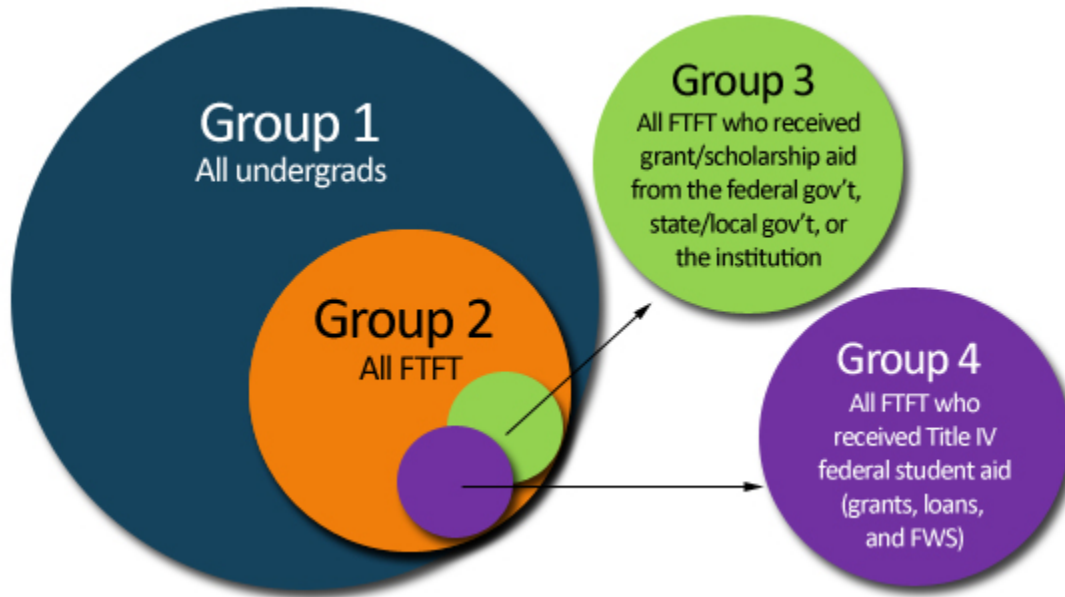 Group 1
All undergrads
Group 2
All FTFT
Group 3
All FTFT who received
grant/scholarship aid
from the federal gov't,
state/local gov't, or
the institution
Group 4
All FTFT who
received Title IV
federal student aid
(grants, loans,
and FWS)